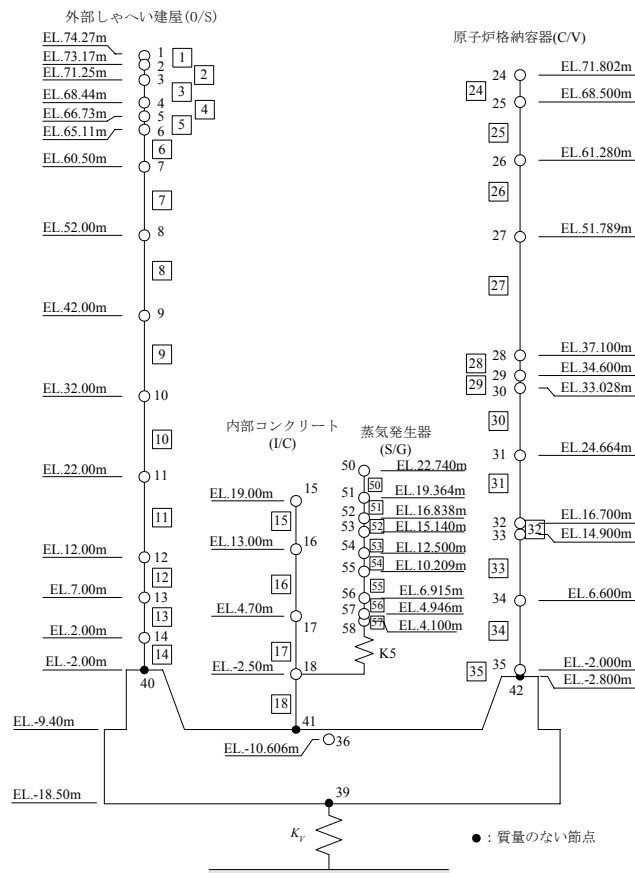 外部しゃへい建屋(O/S)
EL.74.27m
EL.73.17m
EL.71.25m
EL.68.44m
EL.66.73m
EL.65.11m
EL.60.50m
EL.52.00m
EL.42.00m
EL.32.00m
EL.22.00m
EL.12.00m
EL.7.00m
EL.2.00m
EL.-2.00m
EL-9.40m
EL-18.50m
1
2
3
4
5
6
7
8
9
10
11
12
13
14
40
1
2
3
4
5
6
7
8
9
10
11
12
13
14
内部コンクリート
(I/C)
EL.19.00m
EL.13.00m
EL.4.70m
EL.-2.50m
EL-10.606m
15
16
17
18
41
36
15
16
17
18
蒸気発生器
(S/G)
50
51
52
53
54
55
56
57
58
50
51
52
53
54
55
56
57
EL.22.740m
EL.19.364m
EL.16.838m
EL.15.140m
EL.12.500m
EL.10.209m
EL.6.915m
EL.4.946m
EL.4.100m
K5
原子炉格納容器(C/V)
24
25
26
27
28
29
30
31
32
33
34
35
42
24
25
26
27
28
29
30
31
32
33
34
35
EL.71.802m
EL.68.500m
EL.61.280m
EL.51.789m
EL.37.100m
EL.34.600m
EL.33.028m
EL.24.664m
EL.16.700m
EL.14.900m
EL.6.600m
EL.-2.000m
EL.-2.800m
39
KV
●：質量のない節点